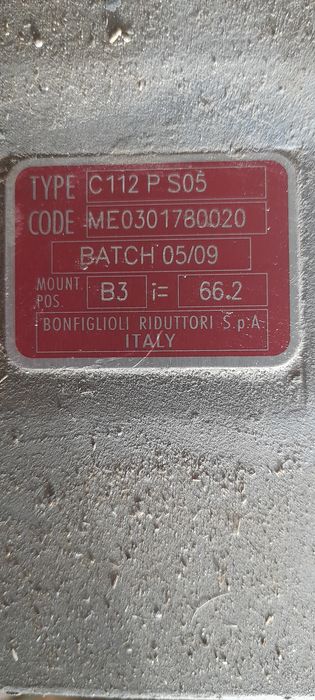 TYPE C112 P S05
CODE ME0301780020
BATCH 05/09
MOUNT. POS. B3 i= 66.2
BONFIGLIOLI RIDUTTORI S.p.A.
ITALY